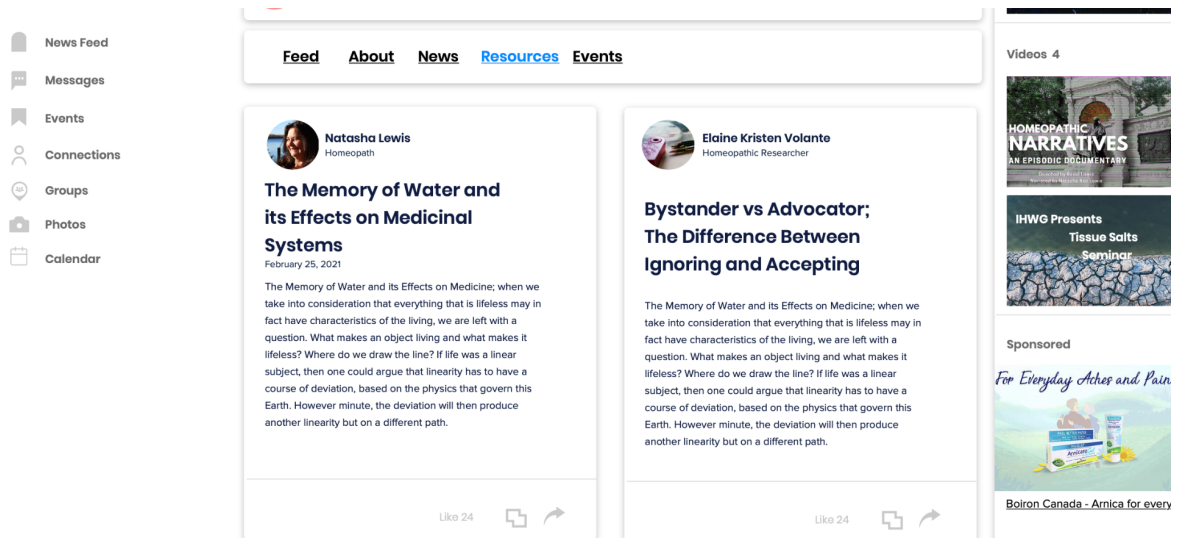 News Feed
Messages
Events
Connections
Groups
Photos
Calendar
Feed About News Resources Events
Natasha Lewis
Homeopath
The Memory of Water and
its Effects on Medicinal
Systems
February 25, 2021
The Memory of Water and its Effects on Medicine; when we
take into consideration that everything that is lifeless may in
fact have characteristics of the living, we are left with a
question. What makes an object living and what makes it
lifeless? Where do we draw the line? If life was a linear
subject, then one could argue that linearity has to have a
course of deviation, based on the physics that govern this
Earth. However minute, the deviation will then produce
another linearity but on a different path.
Like 24
Elaine Kristen Volante
Homeopathic Researcher
Bystander vs Advocator;
The Difference Between
Ignoring and Accepting
The Memory of Water and its Effects on Medicine; when we
take into consideration that everything that is lifeless may in
fact have characteristics of the living, we are left with a
question. What makes an object living and what makes it
lifeless? Where do we draw the line? If life was a linear
subject, then one could argue that linearity has to have a
course of deviation, based on the physics that govern this
Earth. However minute, the deviation will then produce
another linearity but on a different path.
Like 24
Videos 4
HOMEOPATHIC
NARRATIVES
AN EPISODIC DOCUMENTARY
IHWG Presents
Tissue Salts
Seminar
Sponsored
For Everyday Aches and Pain
Boiron Canada - Arnica for every